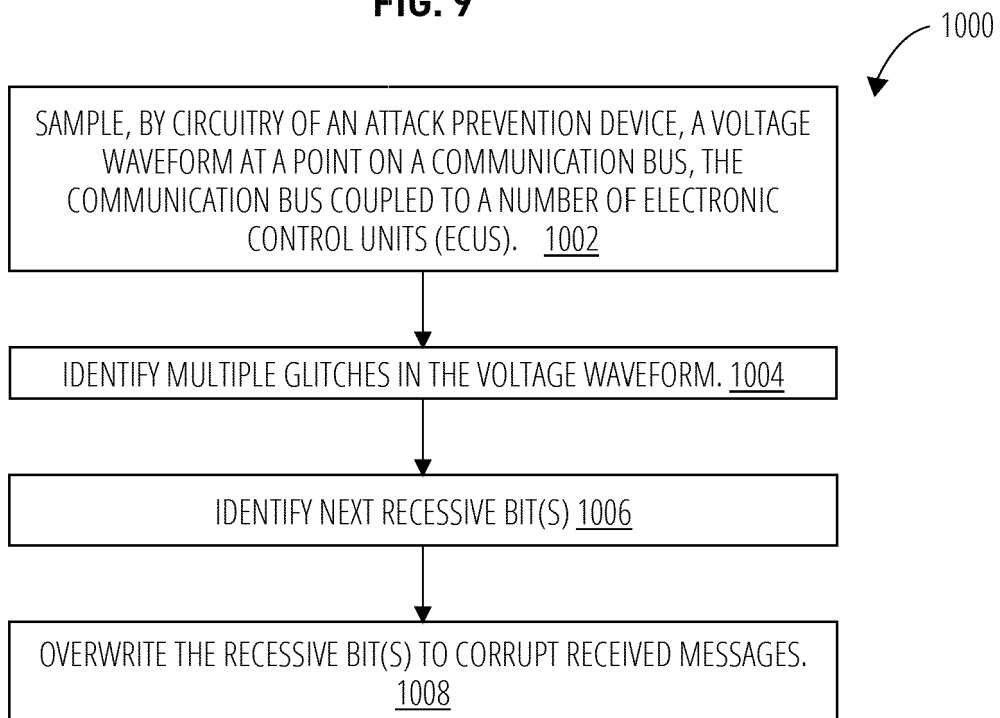 FIG. 9
1000
SAMPLE, BY CIRCUITRY OF AN ATTACK PREVENTION DEVICE, A VOLTAGE
WAVEFORM AT A POINT ON A COMMUNICATION BUS, THE
COMMUNICATION BUS COUPLED TO A NUMBER OF ELECTRONIC
CONTROL UNITS (ECUS). 1002
IDENTIFY MULTIPLE GLITCHES IN THE VOLTAGE WAVEFORM. 1004
IDENTIFY NEXT RECESSIVE BIT(S) 1006
OVERWRITE THE RECESSIVE BIT(S) TO CORRUPT RECEIVED MESSAGES.
1008